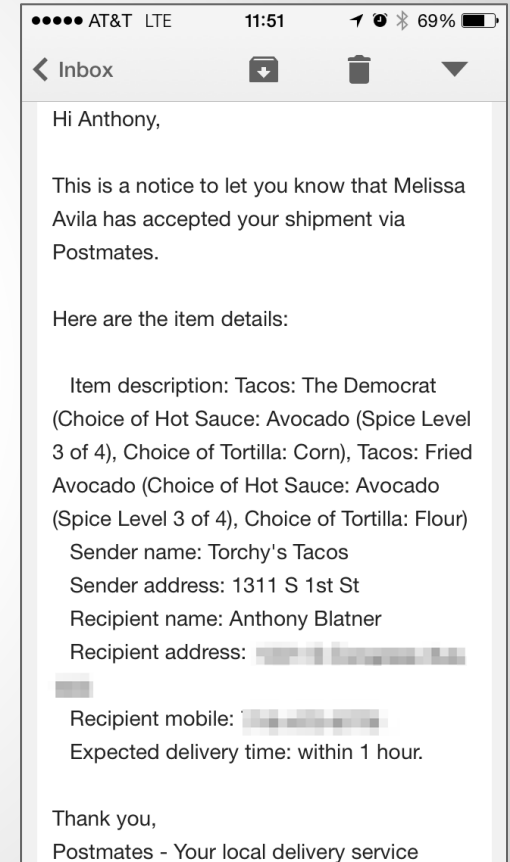 AT&T LTE 11:51 69%
Inbox
Hi Anthony,
This is a notice to let you know that Melissa
Avila has accepted your shipment via
Postmates.
Here are the item details:
Item description: Tacos: The Democrat
(Choice of Hot Sauce: Avocado (Spice Level
3 of 4), Choice of Tortilla: Corn), Tacos: Fried
Avocado (Choice of Hot Sauce: Avocado
(Spice Level 3 of 4), Choice of Tortilla: Flour)
Sender name: Torchy's Tacos
Sender address: 1311 S 1st St
Recipient name: Anthony Blatner
Recipient address:
Recipient mobile:
Expected delivery time: within 1 hour.
Thank you,
Postmates - Your local delivery service